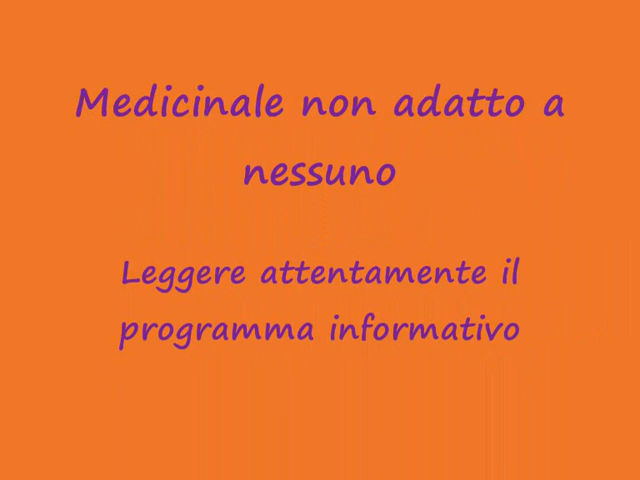 Medicinale non adatto a
nessuno
Leggere attentamente il
programma informativo